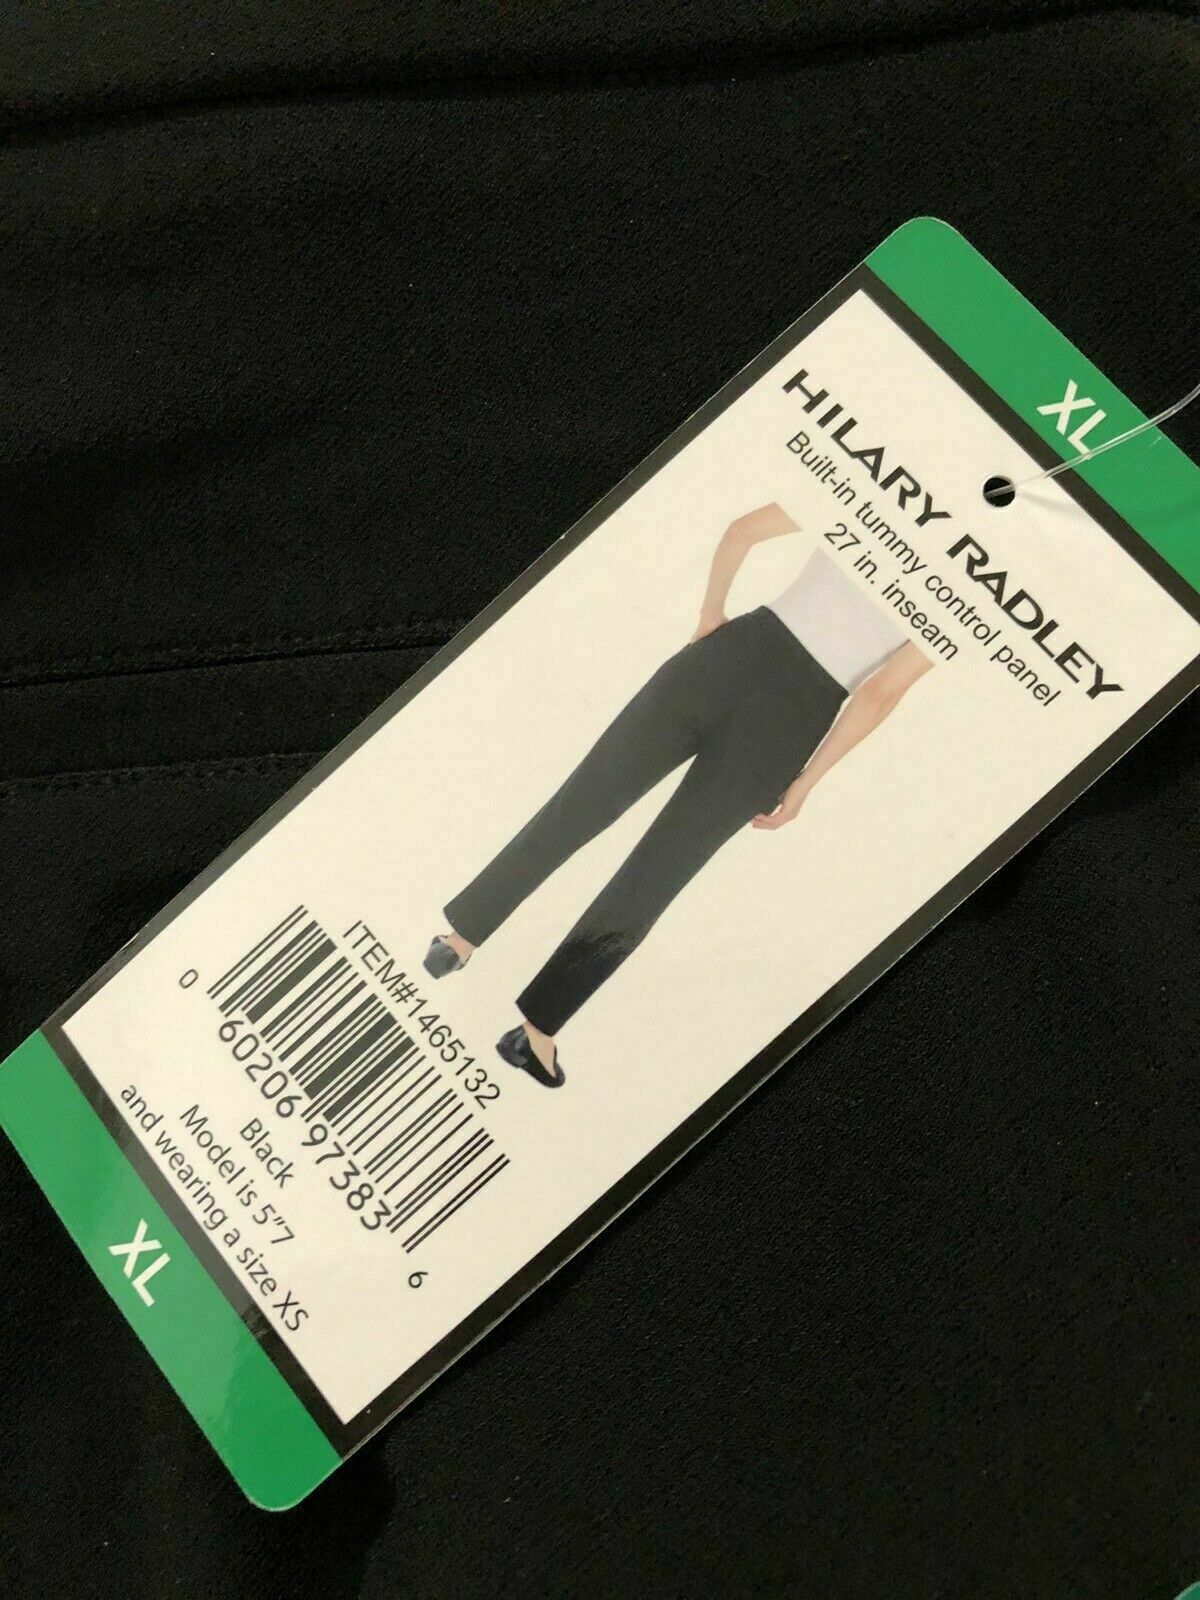 XL
HILARY RADLEY
Built-in tummy control panel
27 in. inseam
ITEM#1465132
0 60206 97383 6
Black
Model is 5"7
and wearing a size XS
XL